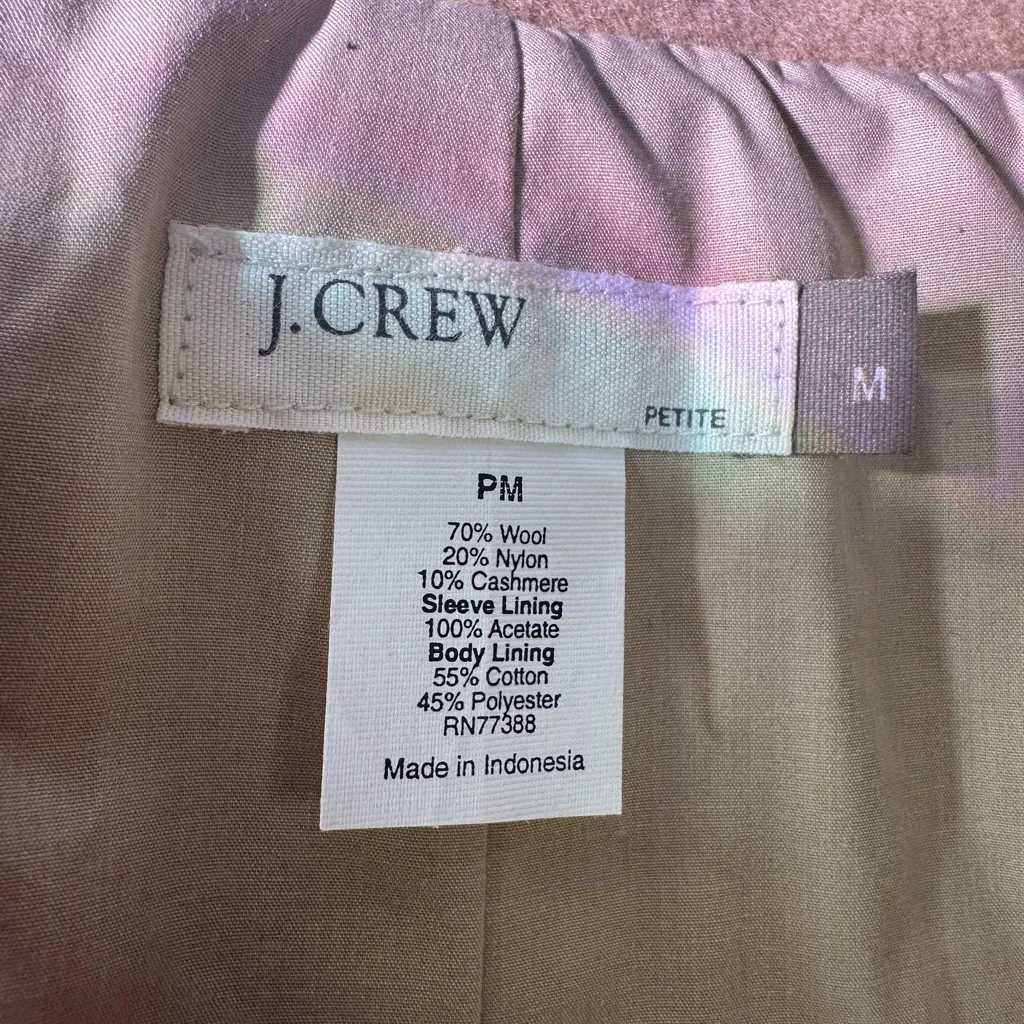 J.CREW
PETITE
M
PM
70% Wool
20% Nylon
10% Cashmere
Sleeve Lining
100% Acetate
Body Lining
55% Cotton
45% Polyester
RN77388
Made in Indonesia